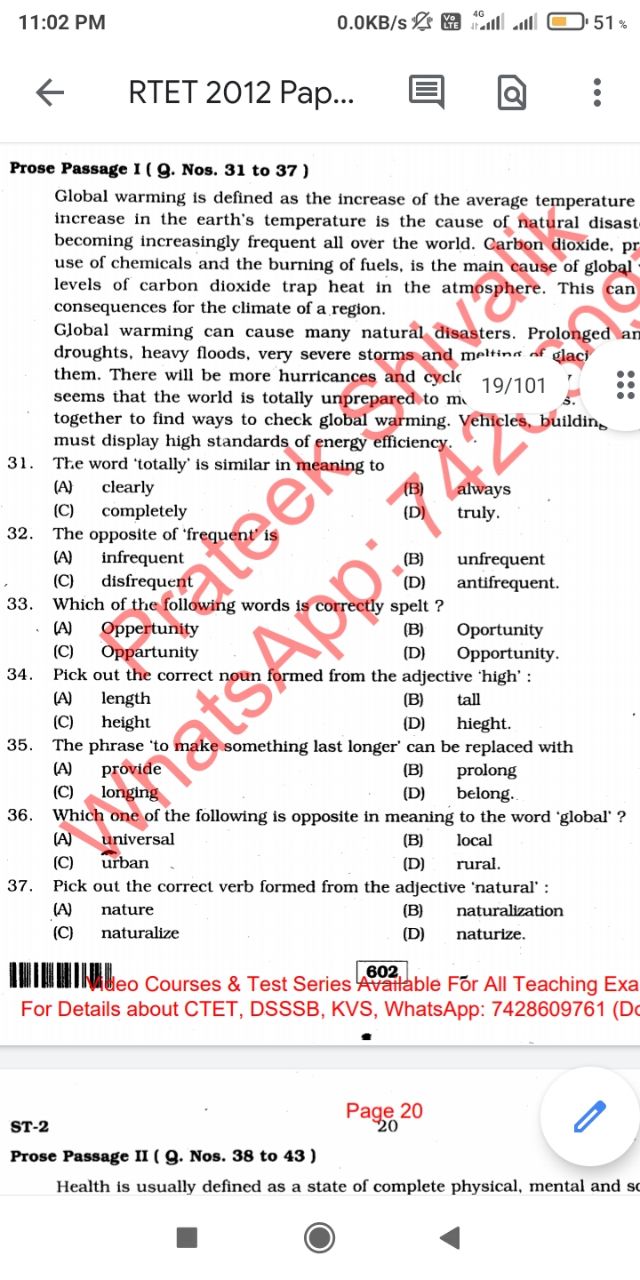 11:02 PM 0.0KB/s Vo LTE 4G 51 %
RTET 2012 Pap...
Prose Passage I ( Q. Nos. 31 to 37 )
Global warming is defined as the increase of the average temperature
increase in the earth's temperature is the cause of natural
becoming increasingly frequent all over the world. Carbon dioxide,
use of chemicals and the burning of fuels, is the main cause of global
levels of carbon dioxide trap heat in the atmosphere. This can
consequences for the climate of a region.
Global warming can cause many natural disasters. Prolonged
droughts, heavy floods, very severe storms and melting of
them. There will be more hurricances and
19/101
seems that the world is totally unprepared to
together to find ways to check global warming. Vehicles,
must display high standards of energy efficiency.
31. The word 'totally' is similar in meaning to
(A) clearly (B) always
(C) completely (D) truly.
32. The opposite of 'frequent' is
(A) infrequent (B) unfrequent
(C) disfrequent (D) antifrequent.
33. Which of the following words is correctly spelt ?
(A) Oppertunity (B) Oportunity
(C) Oppartunity (D) Opportunity.
34. Pick out the correct noun formed from the adjective 'high' :
(A) length (B) tall
(C) height (D) hieght.
35. The phrase 'to make something last longer' can be replaced with
(A) provide (B) prolong
(C) longing (D) belong.
36. Which one of the following is opposite in meaning to the word 'global' ?
(A) universal (B) local
(C) urban (D) rural.
37. Pick out the correct verb formed from the adjective 'natural' :
(A) nature (B) naturalization
(C) naturalize (D) naturize.
Prateek Shivalik
WhatsApp:
602
Video Courses & Test Series Available For All Teaching
For Details about CTET, DSSSB, KVS, WhatsApp: 7428609761
Page 20
ST-2 20
Prose Passage II ( Q. Nos. 38 to 43 )
Health is usually defined as a state of complete physical, mental and